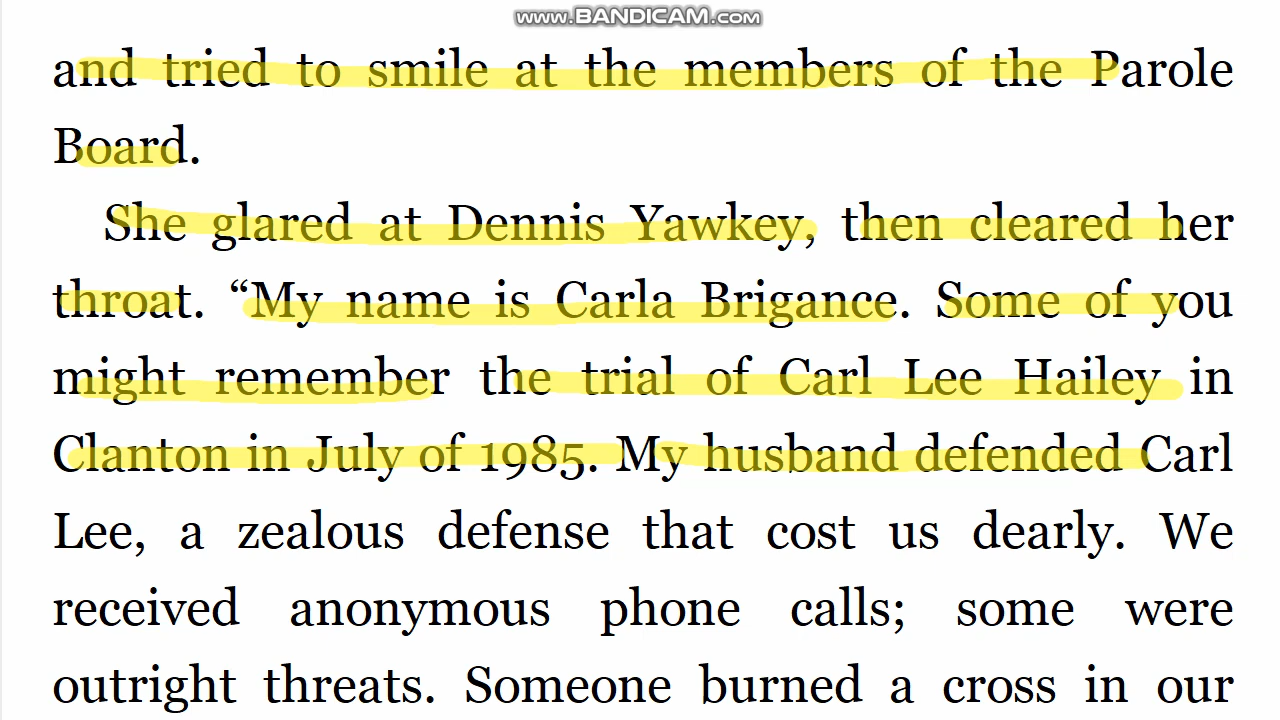 www.BANDICAM.com
and tried to smile at the members of the Parole
Board.
She glared at Dennis Yawkey, then cleared her
throat. “My name is Carla Brigance. Some of you
might remember the trial of Carl Lee Hailey in
Clanton in July of 1985. My husband defended Carl
Lee, a zealous defense that cost us dearly. We
received anonymous phone calls; some were
outright threats. Someone burned a cross in our